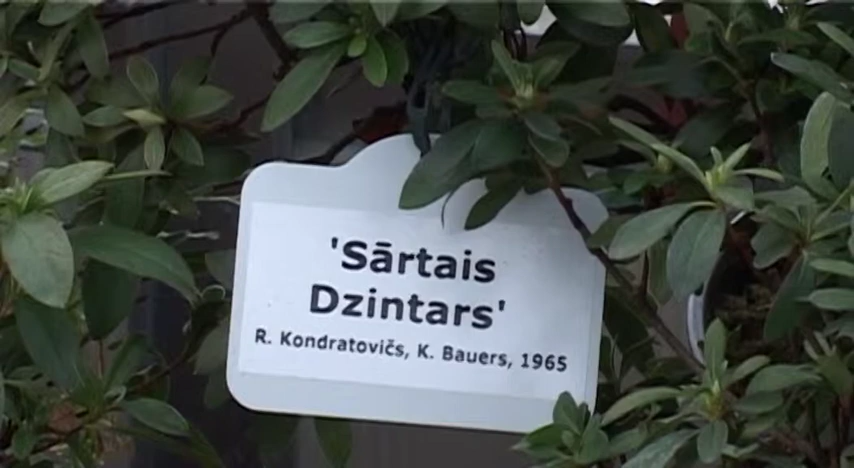 'Sārtais
Dzintars'
R. Kondratovičs, K. Bauers, 1965